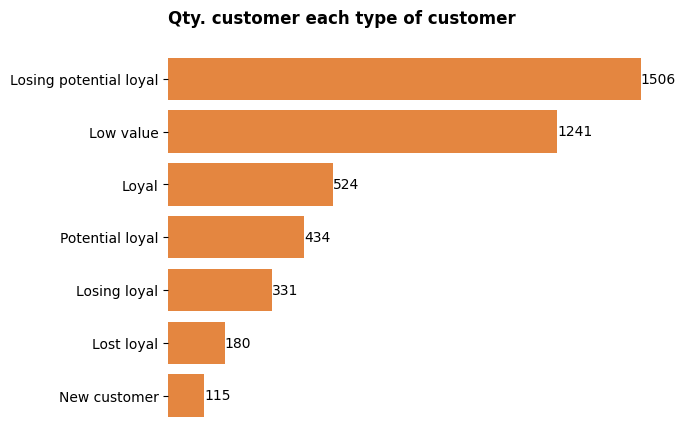 Qty. customer each type of customer
Losing potential loyal 1506
Low value 1241
Loyal 524
Potential loyal 434
Losing loyal 331
Lost loyal 180
New customer 115